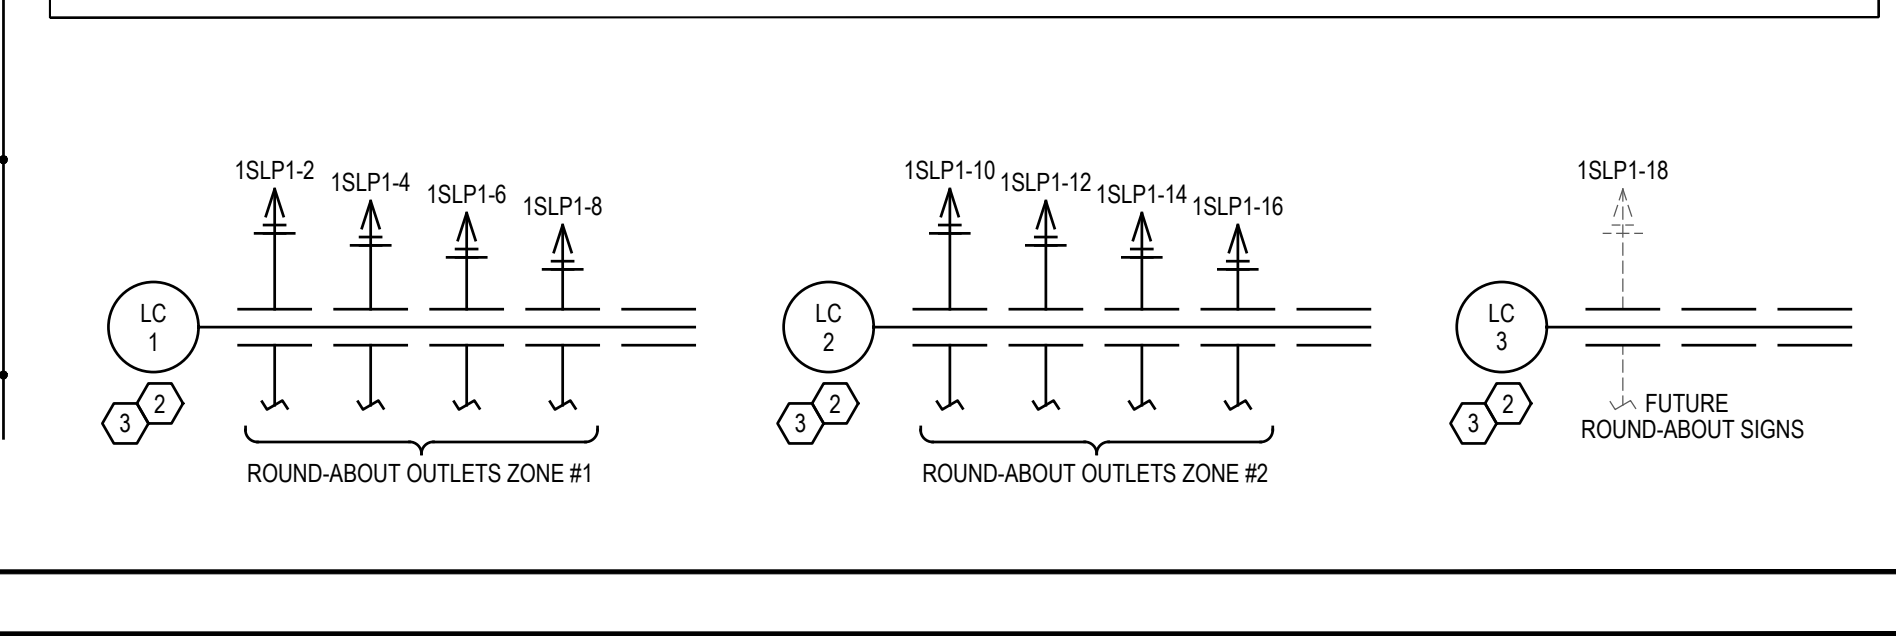 1SLP1-2
1SLP1-4
1SLP1-6
1SLP1-8
LC
1
3
2
ROUND-ABOUT OUTLETS ZONE #1
1SLP1-10
1SLP1-12
1SLP1-14
1SLP1-16
LC
2
3
2
ROUND-ABOUT OUTLETS ZONE #2
1SLP1-18
LC
3
3
2
FUTURE
ROUND-ABOUT SIGNS